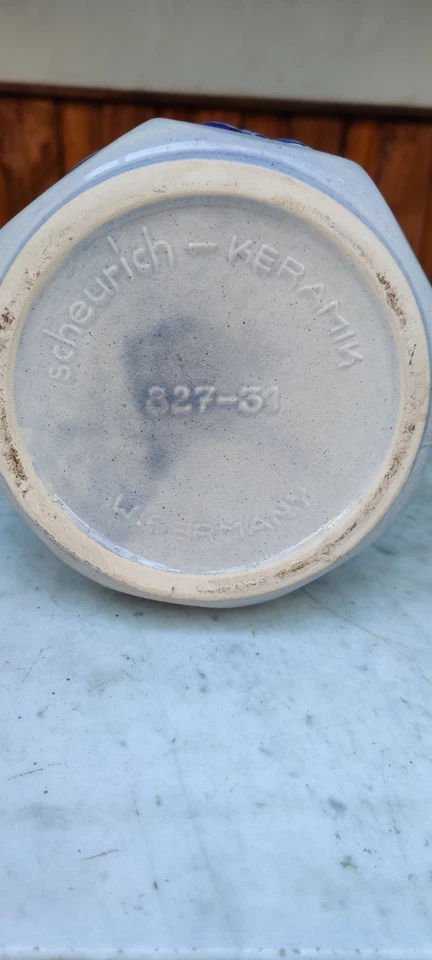 scheurich - KERAMIK
827-31
W.GERMANY